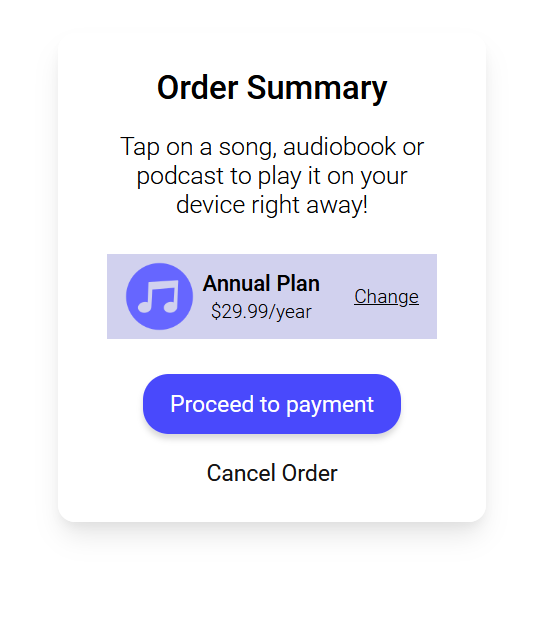 Order Summary
Tap on a song, audiobook or
podcast to play it on your
device right away!
Annual Plan
$29.99/year
Change
Proceed to payment
Cancel Order